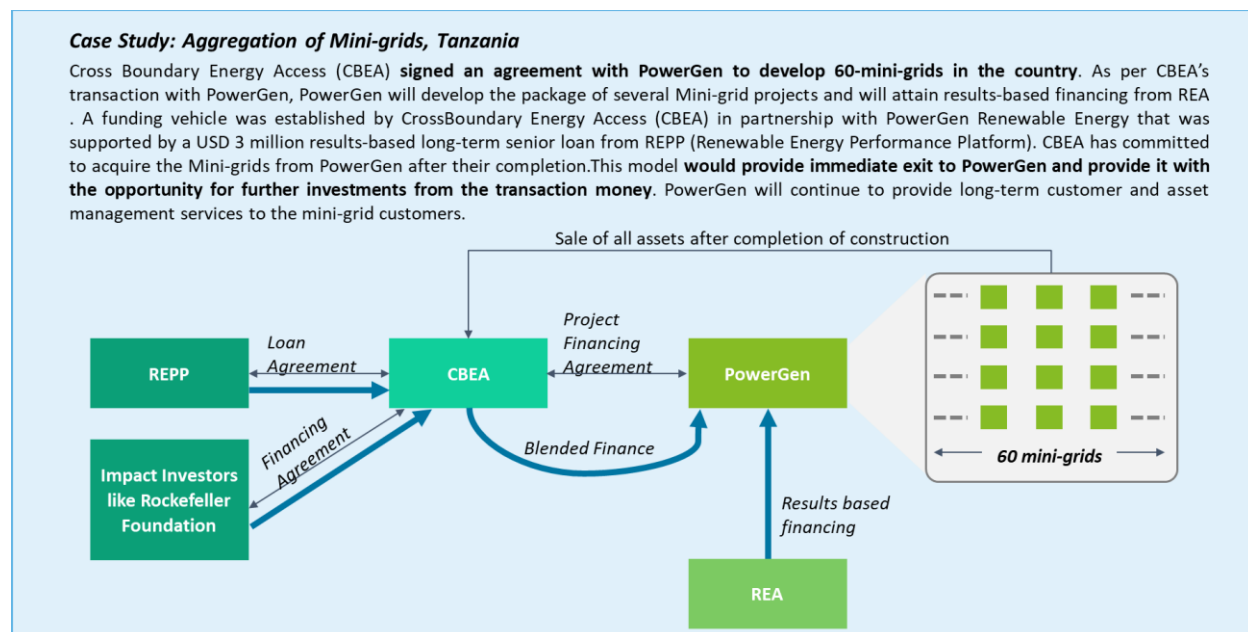 Case Study: Aggregation of Mini-grids, Tanzania
Cross Boundary Energy Access (CBEA) signed an agreement with PowerGen to develop 60-mini-grids in the country. As per CBEA's
transaction with PowerGen, PowerGen will develop the package of several Mini-grid projects and will attain results-based financing from REA
. A funding vehicle was established by CrossBoundary Energy Access (CBEA) in partnership with PowerGen Renewable Energy that was
supported by a USD 3 million results-based long-term senior loan from REPP (Renewable Energy Performance Platform). CBEA has committed
to acquire the Mini-grids from PowerGen after their completion.This model would provide immediate exit to PowerGen and provide it with
the opportunity for further investments from the transaction money. PowerGen will continue to provide long-term customer and asset
management services to the mini-grid customers.
Sale of all assets after completion of construction
REPP
Loan
Agreement
CBEA
Project
Financing
Agreement
PowerGen
Financing
Agreement
Impact Investors
like Rockefeller
Foundation
Blended Finance
60 mini-grids
Results based
financing
REA